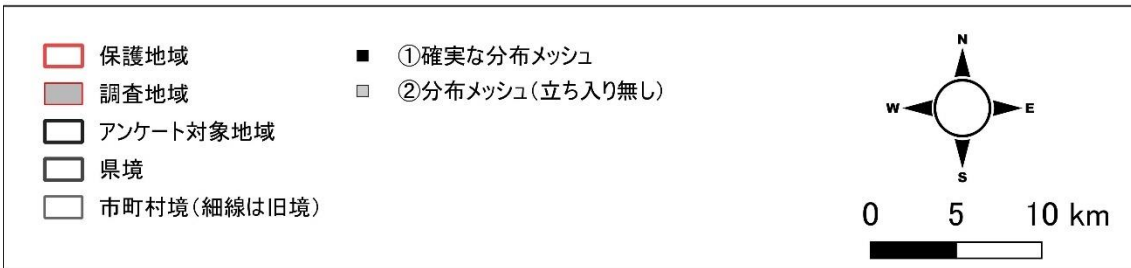 保護地域
調査地域
アンケート対象地域
県境
市町村境（細線は旧境）
■ ①確実な分布メッシュ
②分布メッシュ（立ち入り無し）
N
W E
S
0 5 10 km